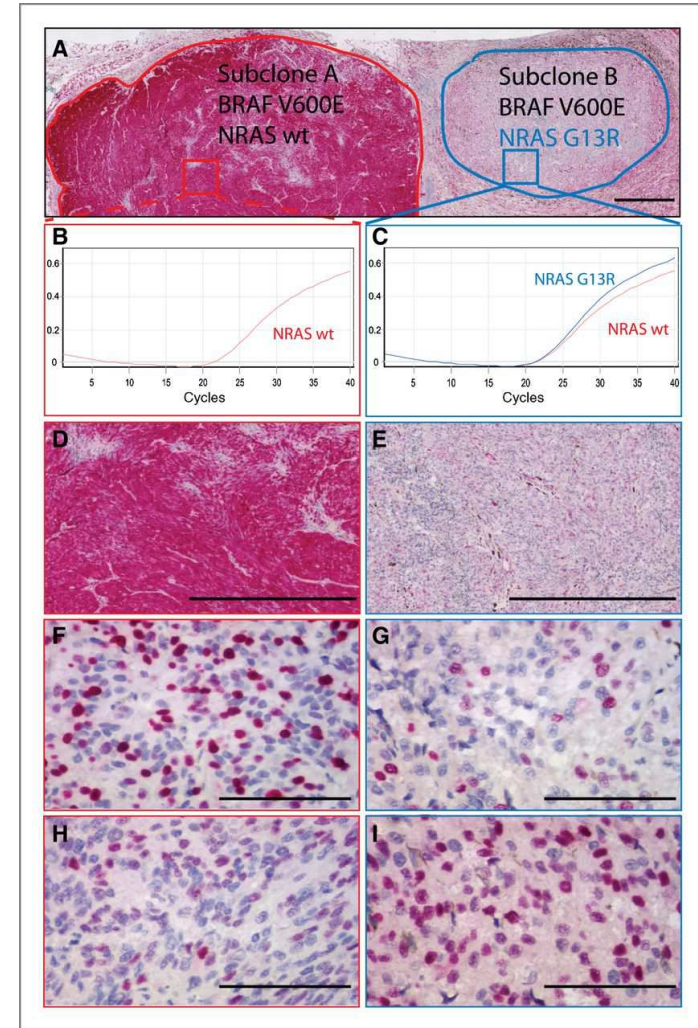 A
Subclone A
BRAF V600E
NRAS wt
Subclone B
BRAF V600E
NRAS G13R
B
0.6
0.4
0.2
0
NRAS wt
5 10 15 20 25 30 35 40
Cycles
C
0.6
0.4
0.2
0
NRAS G13R
NRAS wt
5 10 15 20 25 30 35 40
Cycles
D
E
F
G
H
I